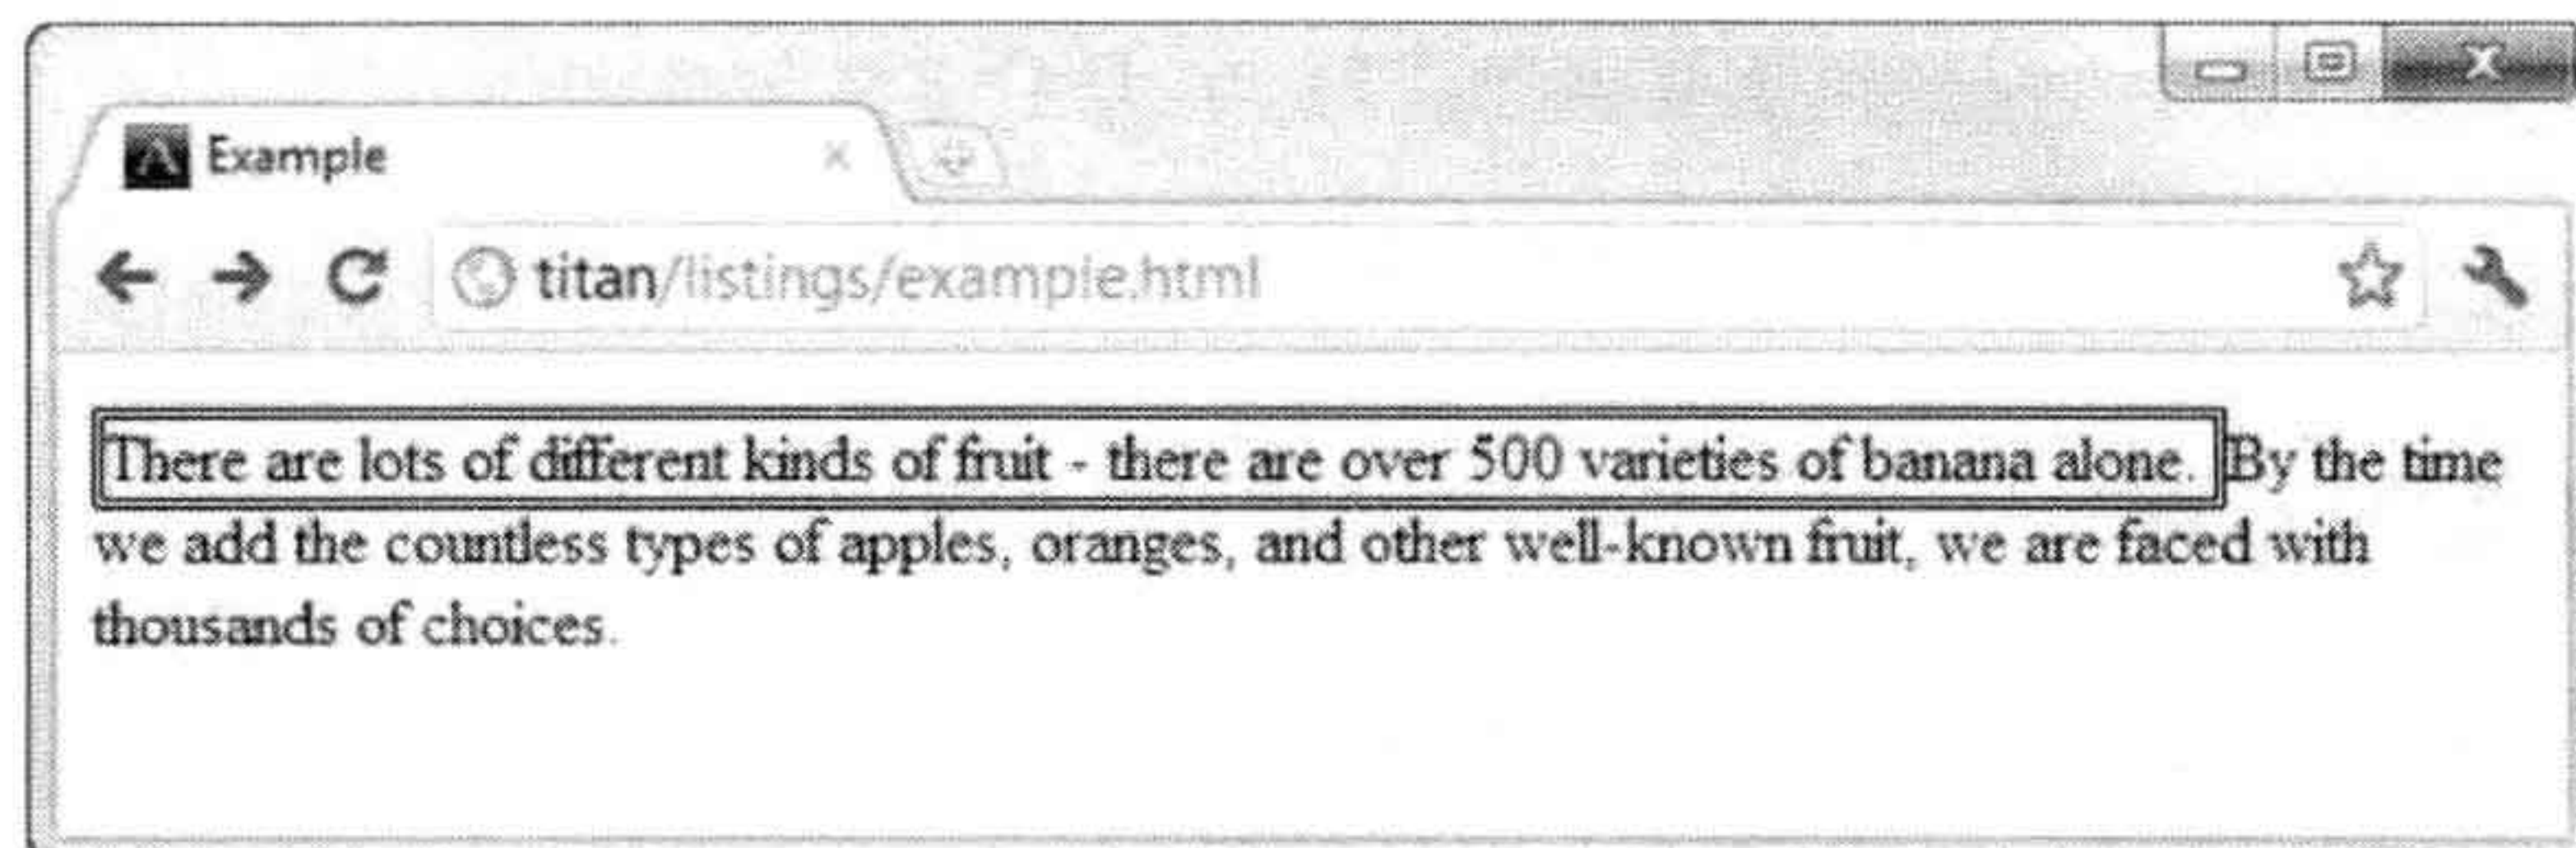 Example
titan/listings/example.html
There are lots of different kinds of fruit - there are over 500 varieties of banana alone. By the time
we add the countless types of apples, oranges, and other well-known fruit, we are faced with
thousands of choices.